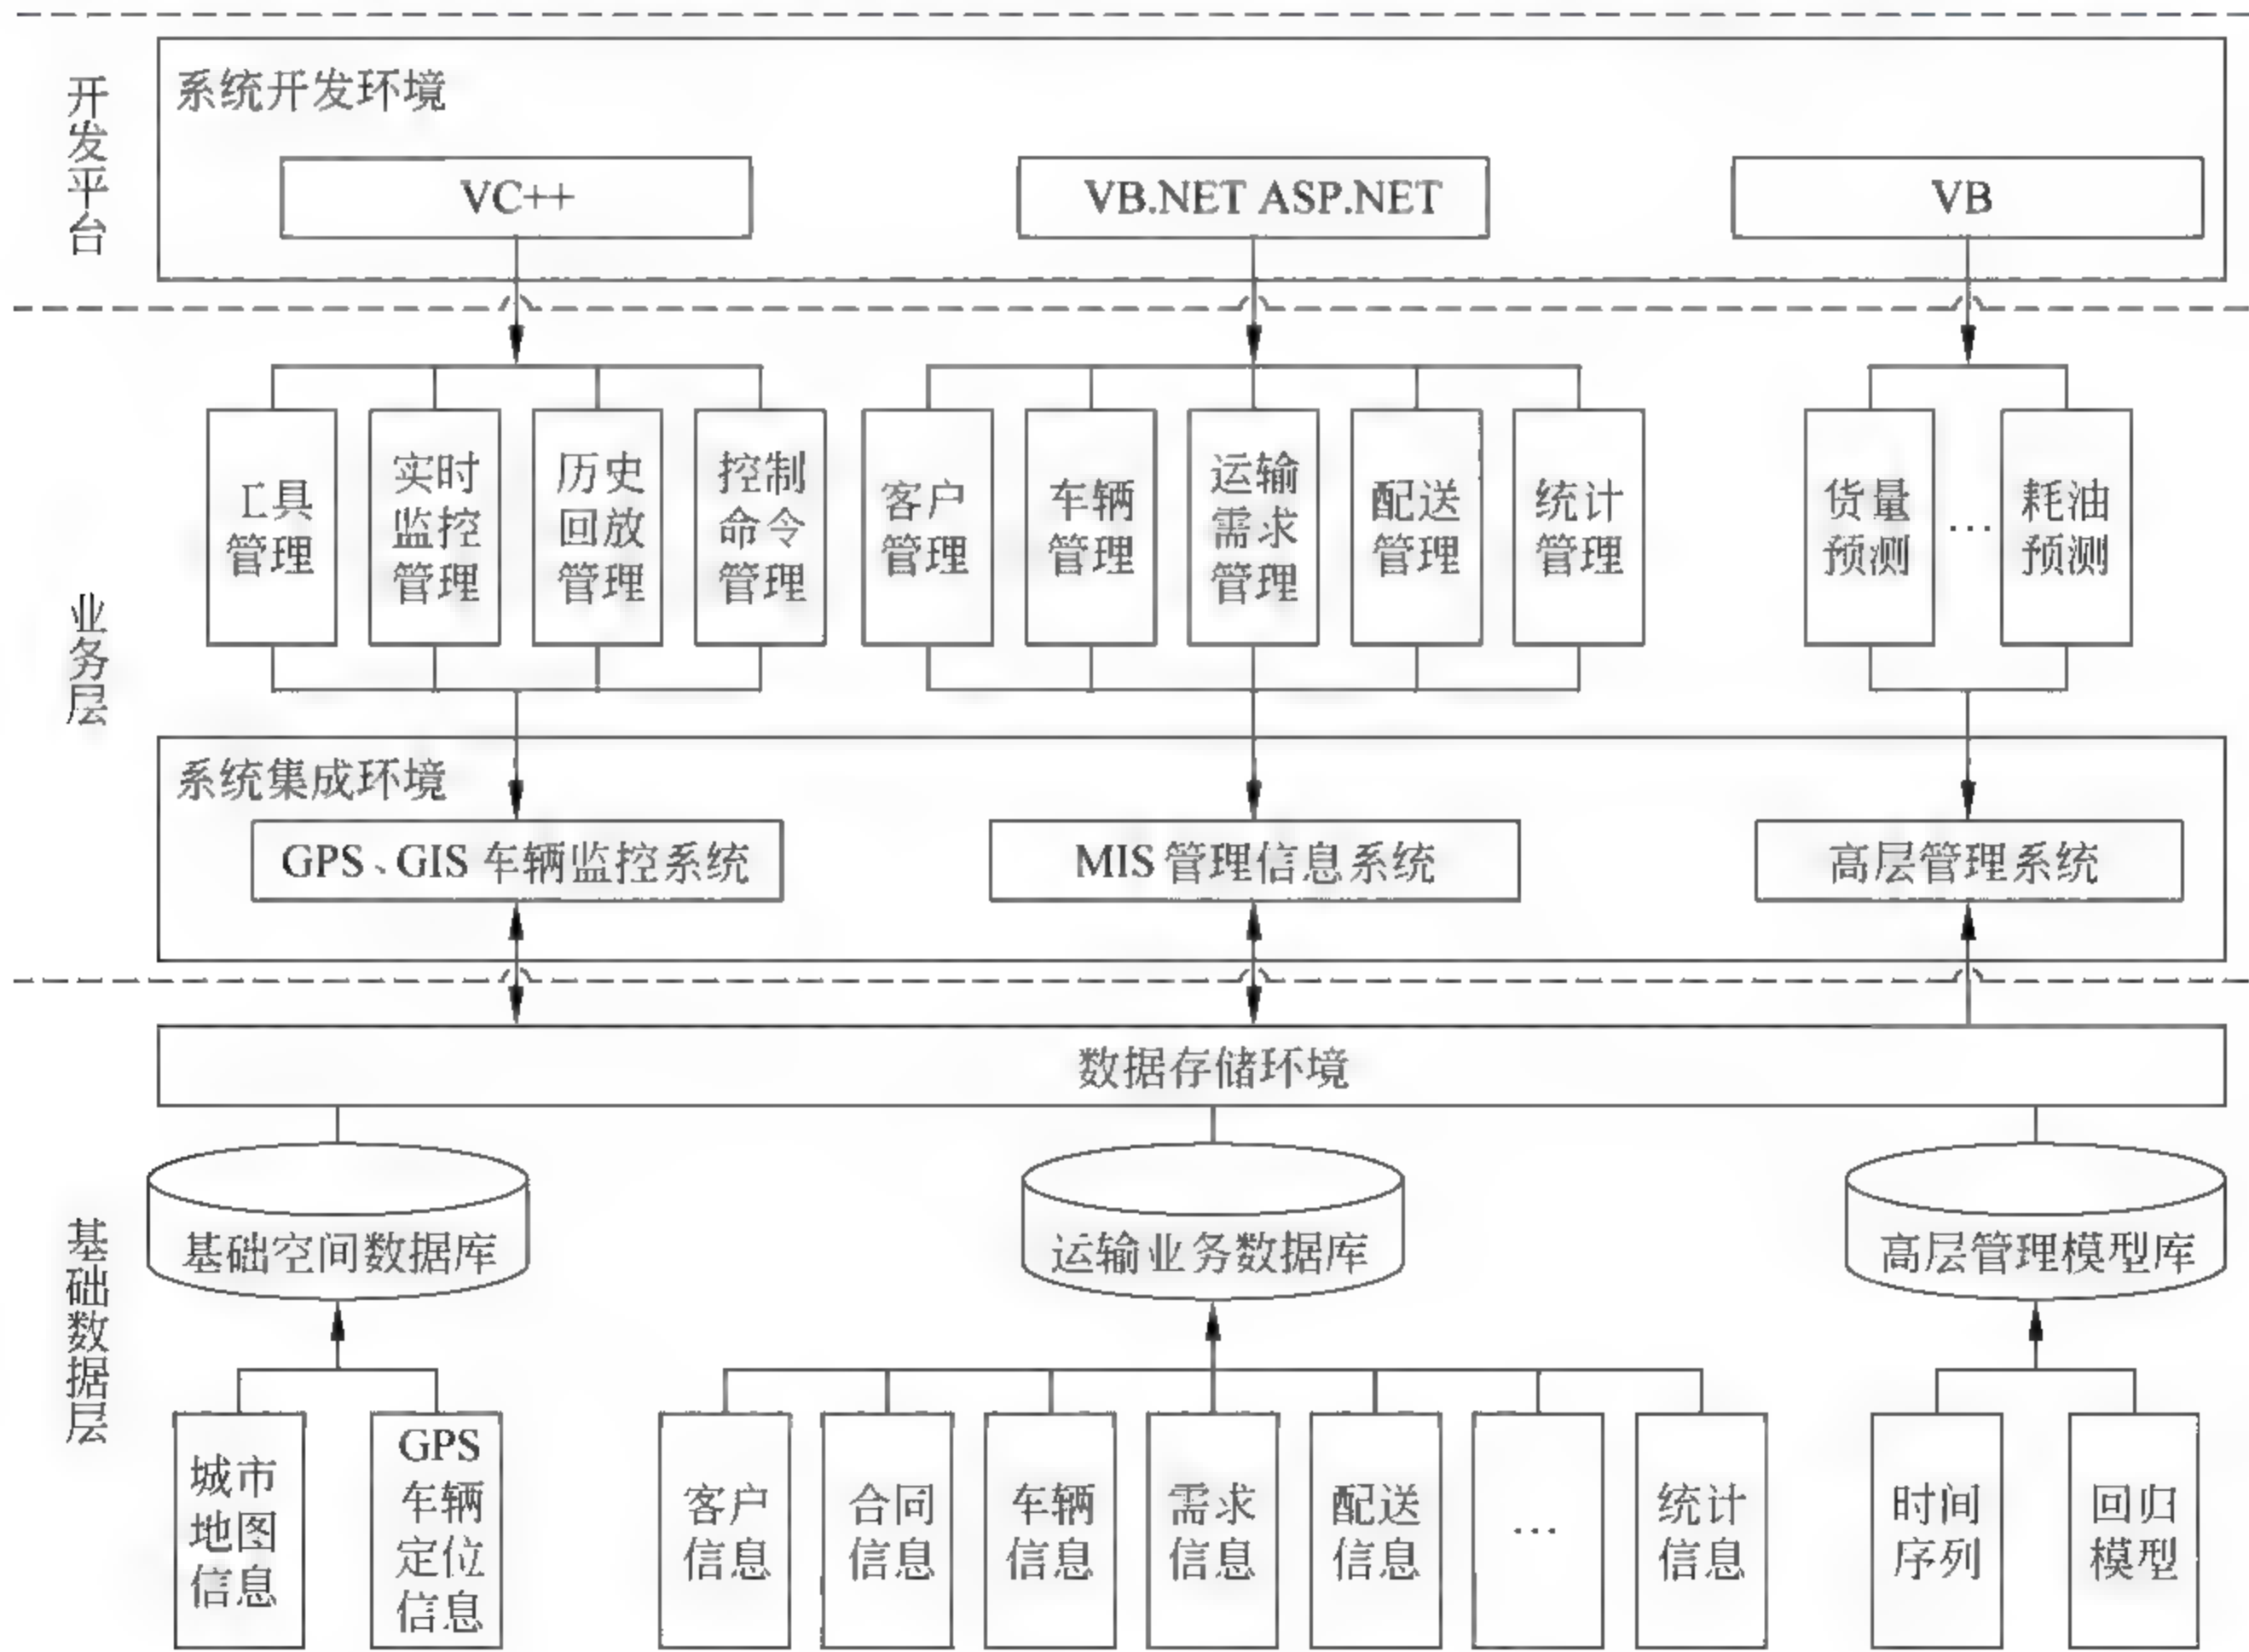 开发平台
系统开发环境
VC++
VB.NET ASP.NET
VB
业务层
工具
管理
实时
监控
管理
历史
回放
管理
控制
命令
管理
客户
管理
车辆
管理
运输
需求
管理
配送
管理
统计
管理
货量
预测
…
耗油
预测
系统集成环境
GPS、GIS 车辆监控系统
MIS 管理信息系统
高层管理系统
基础数据层
数据存储环境
基础空间数据库
运输业务数据库
高层管理模型库
城市
地图
信息
GPS
车辆
定位
信息
客户
信息
合同
信息
车辆
信息
需求
信息
配送
信息
…
统计
信息
时间
序列
回归
模型